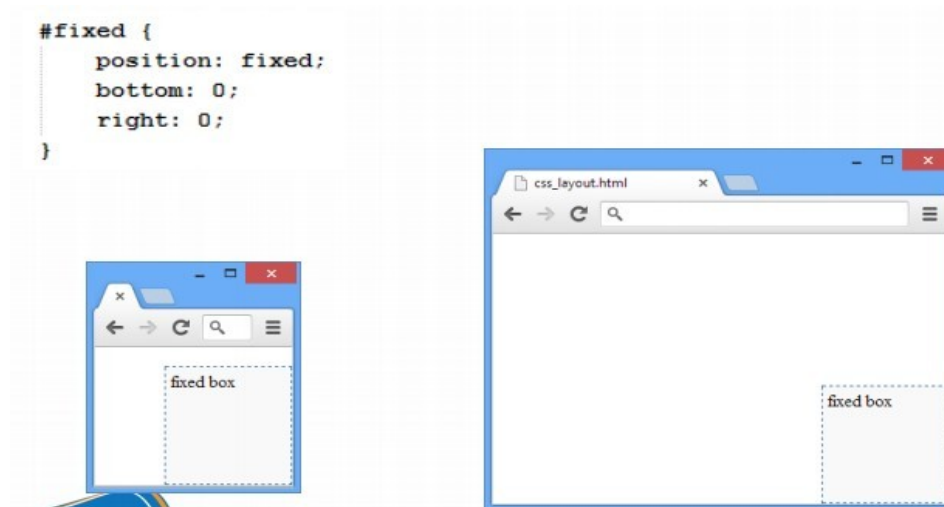 #fixed {
position: fixed;
bottom: 0;
right: 0;
}
css_layout.html
fixed box
fixed box